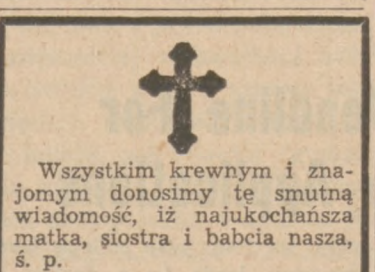 Wszystkim krewnym i zna-
jomym donosimy tę smutną
wiadomość, iż najukochańsza
matka, siostra i babcia nasza,
ś. p.